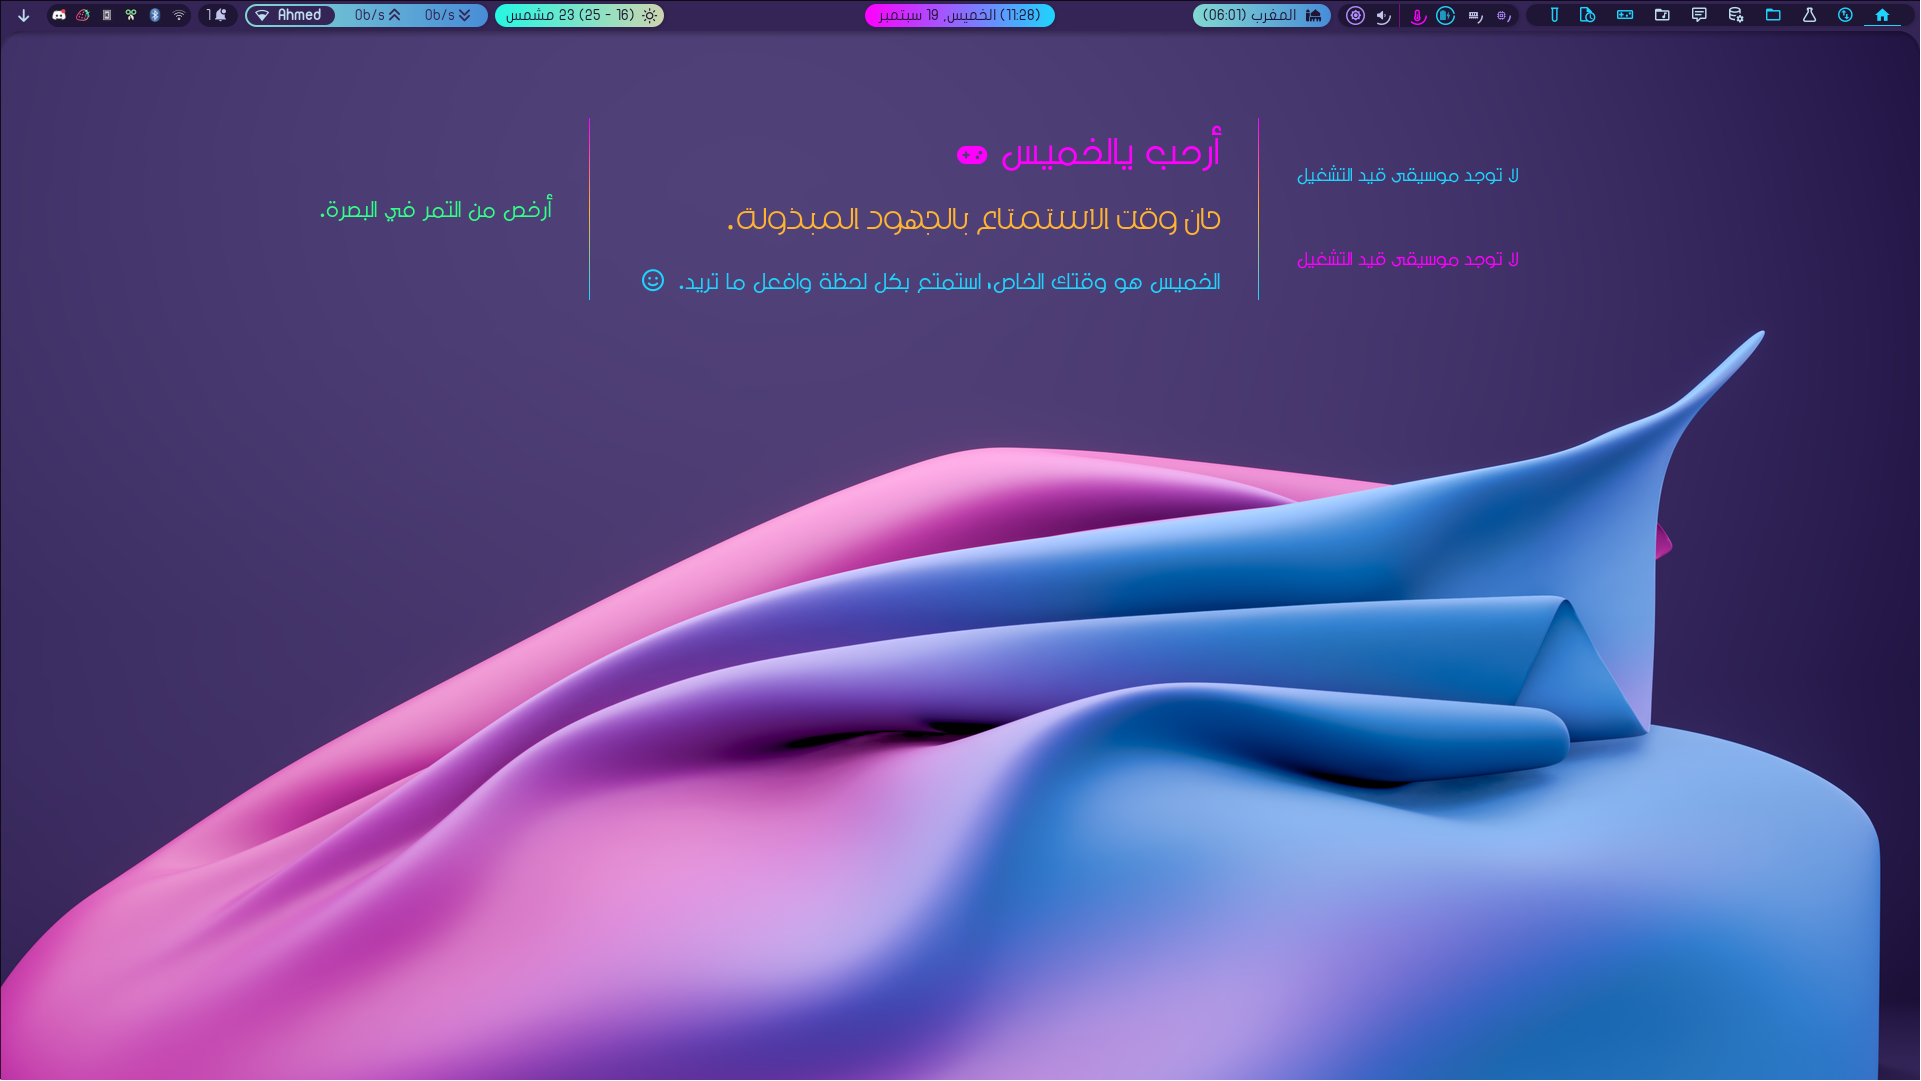 المغرب (06:01)
(11:28) الخميس, 19 سبتمبر
(16 - 25) 23 مشمس
0b/s
0b/s
Ahmed
1
لا توجد موسيقى قيد التشغيل
لا توجد موسيقى قيد التشغيل
أرحب يالخميس
حان وقت الاستمتاع بالجهود المبذولة.
الخميس هو وقتك الخاص، استمتع بكل لحظة وافعل ما تريد.
أرخص من التمر في البصرة.